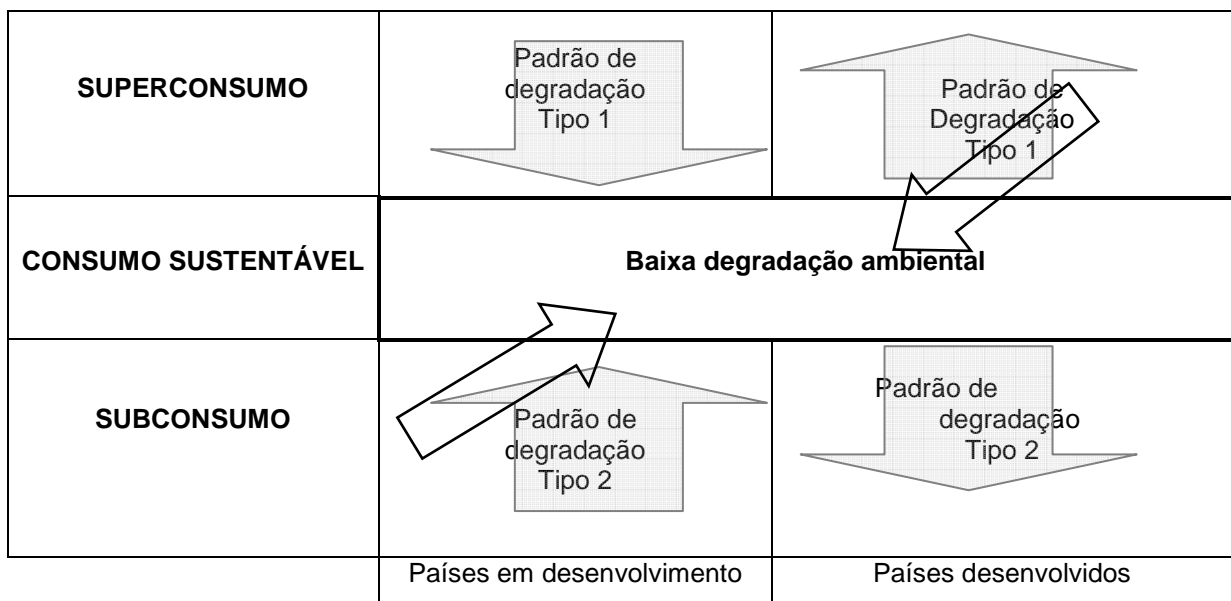 SUPERCONSUMO
Padrão de
degradação
Tipo 1
Padrão de
Degradação
Tipo 1
CONSUMO SUSTENTÁVEL
Baixa degradação ambiental
SUBCONSUMO
Padrão de
degradação
Tipo 2
Padrão de
degradação
Tipo 2
Países em desenvolvimento
Países desenvolvidos